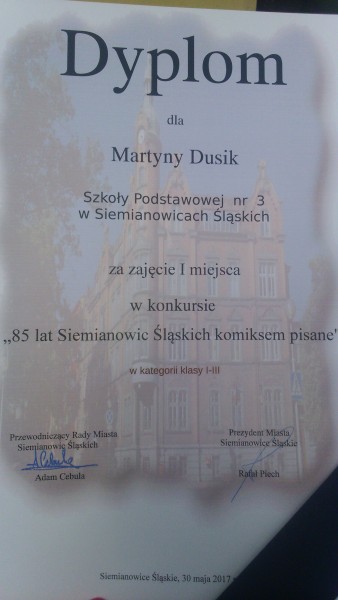 Dyplom
dla
Martyny Dusik
Szkoły Podstawowej nr 3
w Siemianowicach Śląskich
za zajęcie I miejsca
w konkursie
„85 lat Siemianowic Śląskich komiksem pisane"
w kategorii klasy I-III
Przewodniczący Rady Miasta
Siemianowic Śląskich
Adam Cebula
Prezydent Miasta
Siemianowice Śląskie
Rafał Piech
Siemianowice Śląskie, 30 maja 2017